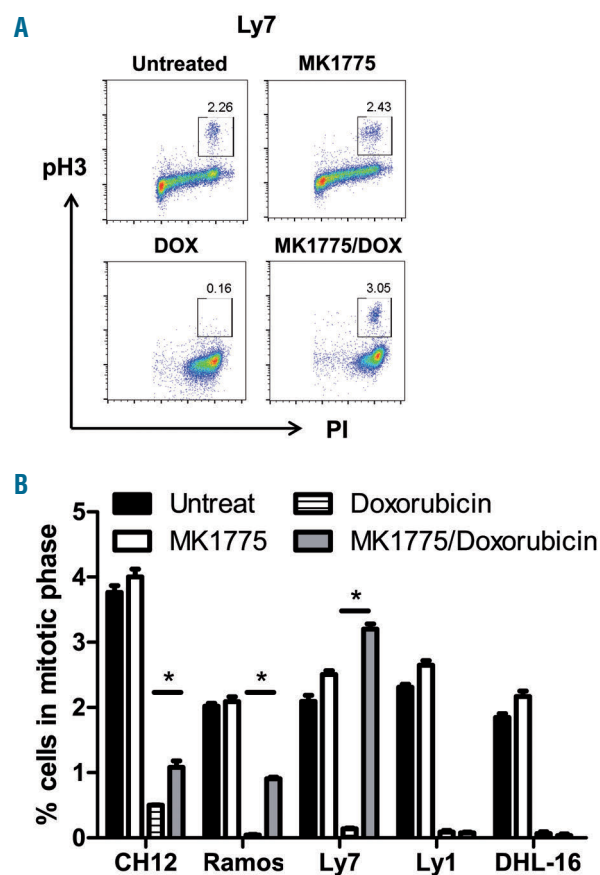 A
Ly7
Untreated MK1775
2.26 2.43
pH3
DOX MK1775/DOX
0.16 3.05
PI
B
Untreat Doxorubicin
MK1775 MK1775/Doxorubicin
% cells in mitotic phase
5
4
3
2
1
0
* * *
CH12 Ramos Ly7 Ly1 DHL-16